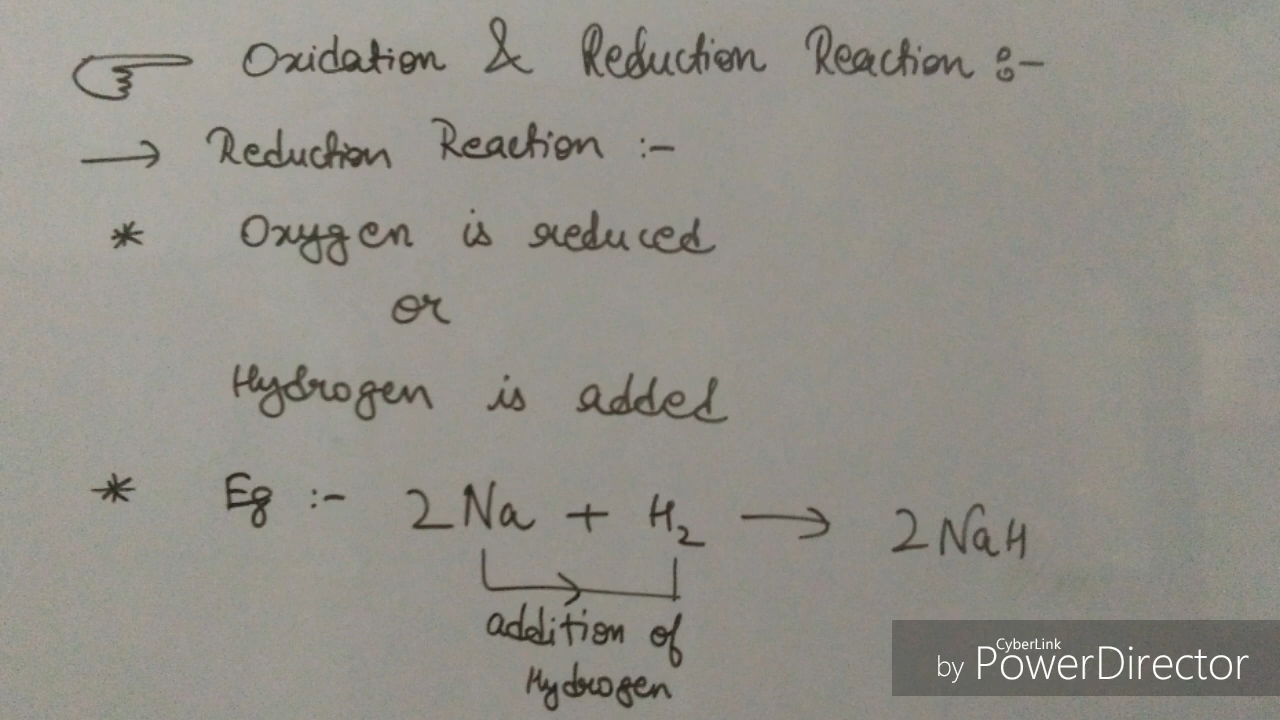 Oxidation & Reduction Reaction :-
→ Reduction Reaction :-
* Oxygen is reduced
or
Hydrogen is added
* Eg :- 2Na + H₂ → 2NaH
addition of
Hydrogen
CyberLink
by PowerDirector